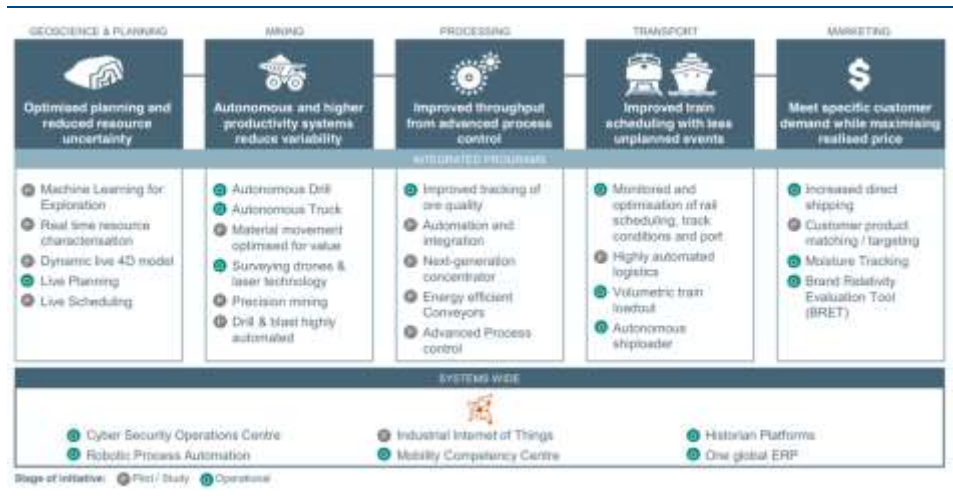 GEOSCIENCE & PLANNING
MINING
PROCESSING
TRANSPORT
MARKETING
Optimised planning and
reduced resource
uncertainty
Autonomous and higher
productivity systems
reduce variability
Improved throughput
from advanced process
control
Improved train
scheduling with less
unplanned events
$
Meet specific customer
demand while maximising
realised price
INTEGRATED PROGRAMS
P Machine Learning for
Exploration
P Real time resource
characterisation
P Dynamic live 4D model
O Live Planning
P Live Scheduling
O Autonomous Drill
O Autonomous Truck
P Material movement
optimised for value
O Surveying drones &
laser technology
P Precision mining
P Drill & blast highly
automated
O Improved tracking of
ore quality
P Automation and
integration
P Next-generation
concentrator
P Energy efficient
Conveyors
P Advanced Process
control
O Monitored and
optimisation of rail
scheduling, track
conditions and port
P Highly automated
logistics
O Volumetric train
loadout
O Autonomous
shiploader
O Increased direct
shipping
P Customer product
matching / targeting
O Moisture Tracking
O Brand Relativity
Evaluation Tool
(BRET)
SYSTEMS WIDE
O Cyber Security Operations Centre
P Industrial Internet of Things
O Historian Platforms
O Robotic Process Automation
O Mobility Competency Centre
O One global ERP
Stage of initiative: P Pilot / Study O Operational